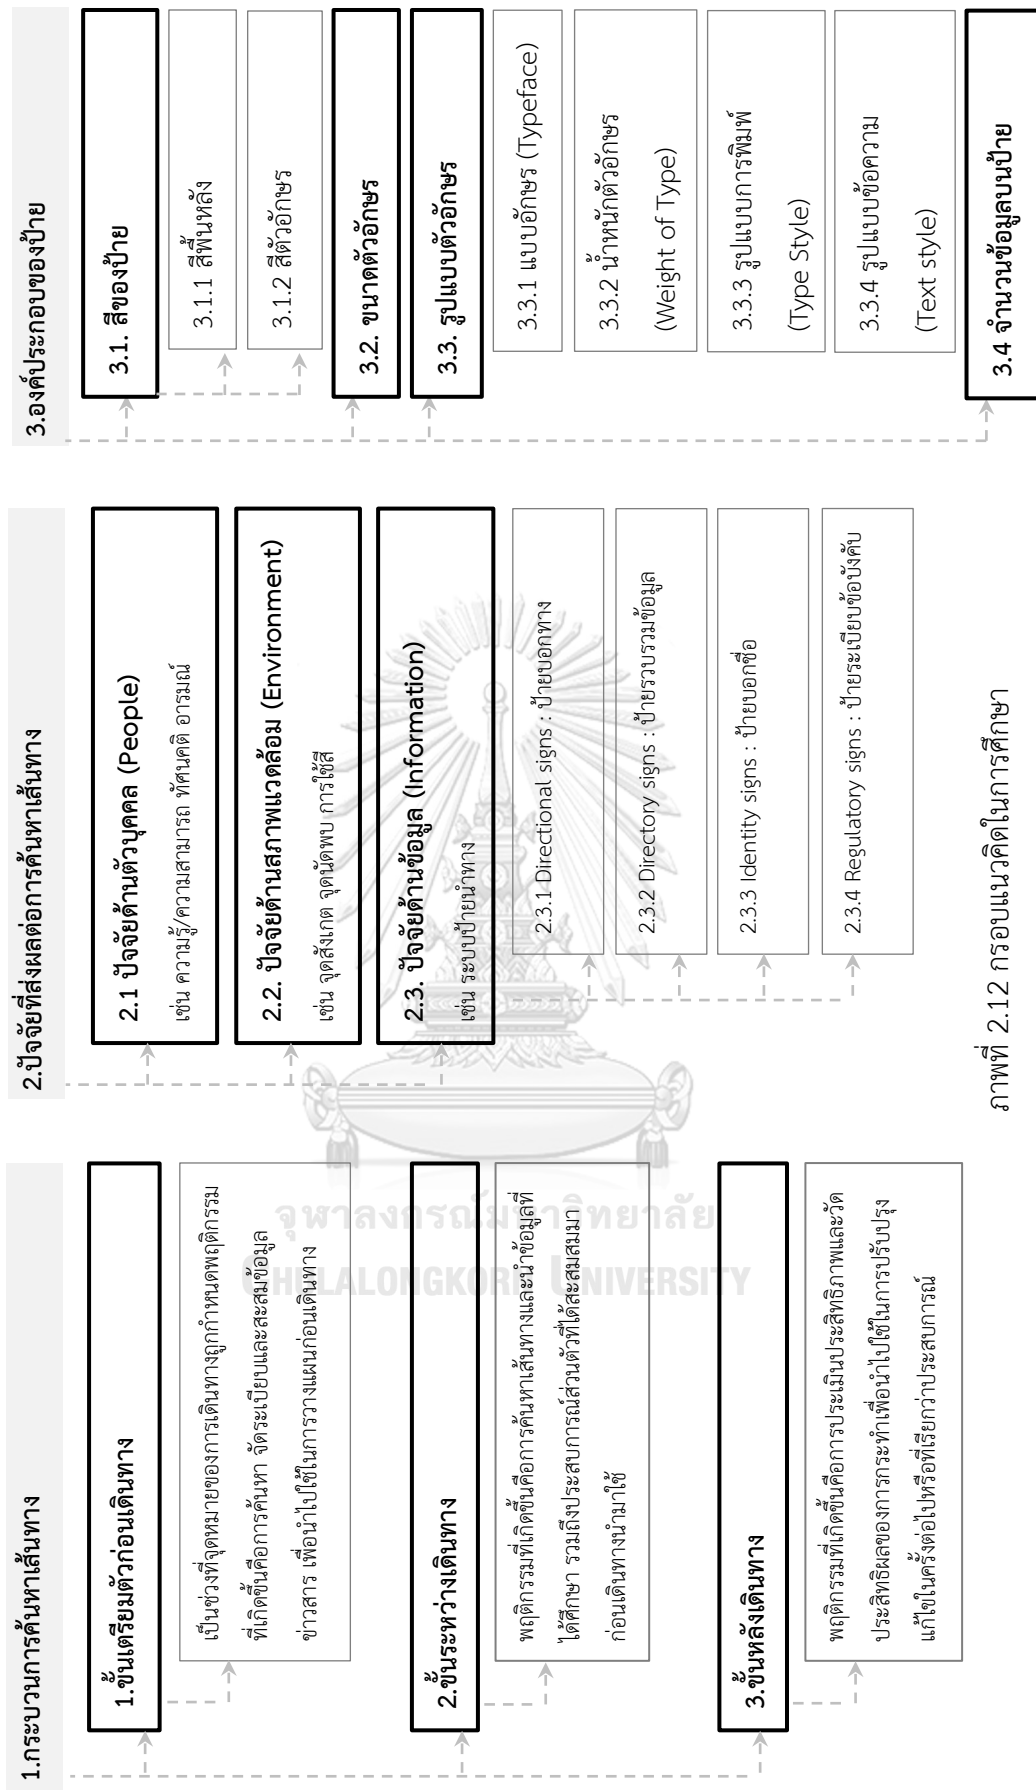 1.กระบวนการค้นหาเส้นทาง
1.ขั้นเตรียมตัวก่อนเดินทาง
เป็นช่วงที่จุดหมายของการเดินทางถูกกำหนดพฤติกรรม
ที่เกิดขึ้นคือการค้นหา จัดระเบียบและสะสมข้อมูล
ข่าวสาร เพื่อนำไปใช้ในการวางแผนก่อนเดินทาง
2.ขั้นระหว่างเดินทาง
พฤติกรรมที่เกิดขึ้นคือการค้นหาเส้นทางและนำข้อมูลที่
ได้ศึกษา รวมถึงประสบการณ์ส่วนตัวที่ได้สะสมมา
ก่อนเดินทางนำมาใช้
3.ขั้นหลังเดินทาง
พฤติกรรมที่เกิดขึ้นคือการประเมินประสิทธิภาพและวัด
ประสิทธิผลของการกระทำเพื่อนำไปใช้ในการปรับปรุง
แก้ไขในครั้งต่อไปหรือที่เรียกว่าประสบการณ์
2.ปัจจัยที่ส่งผลต่อการค้นหาเส้นทาง
2.1 ปัจจัยด้านตัวบุคคล (People)
เช่น ความรู้/ความสามารถ ทัศนคติ อารมณ์
2.2. ปัจจัยด้านสภาพแวดล้อม (Environment)
เช่น จุดสังเกต จุดนัดพบ การใช้สี
2.3. ปัจจัยด้านข้อมูล (Information)
เช่น ระบบป้ายนำทาง
2.3.1 Directional signs : ป้ายบอกทาง
2.3.2 Directory signs : ป้ายรวบรวมข้อมูล
2.3.3 Identity signs : ป้ายบอกชื่อ
2.3.4 Regulatory signs : ป้ายระเบียบข้อบังคับ
3.องค์ประกอบของป้าย
3.1. สีของป้าย
3.1.1 สีพื้นหลัง
3.1.2 สีตัวอักษร
3.2. ขนาดตัวอักษร
3.3. รูปแบบตัวอักษร
3.3.1 แบบอักษร (Typeface)
3.3.2 น้ำหนักตัวอักษร
(Weight of Type)
3.3.3 รูปแบบการพิมพ์
(Type Style)
3.3.4 รูปแบบข้อความ
(Text style)
3.4 จำนวนข้อมูลบนป้าย
ภาพที่ 2.12 กรอบแนวคิดในการศึกษา
จุฬาลงกรณ์มหาวิทยาลัย
CHULALONGKORN UNIVERSITY